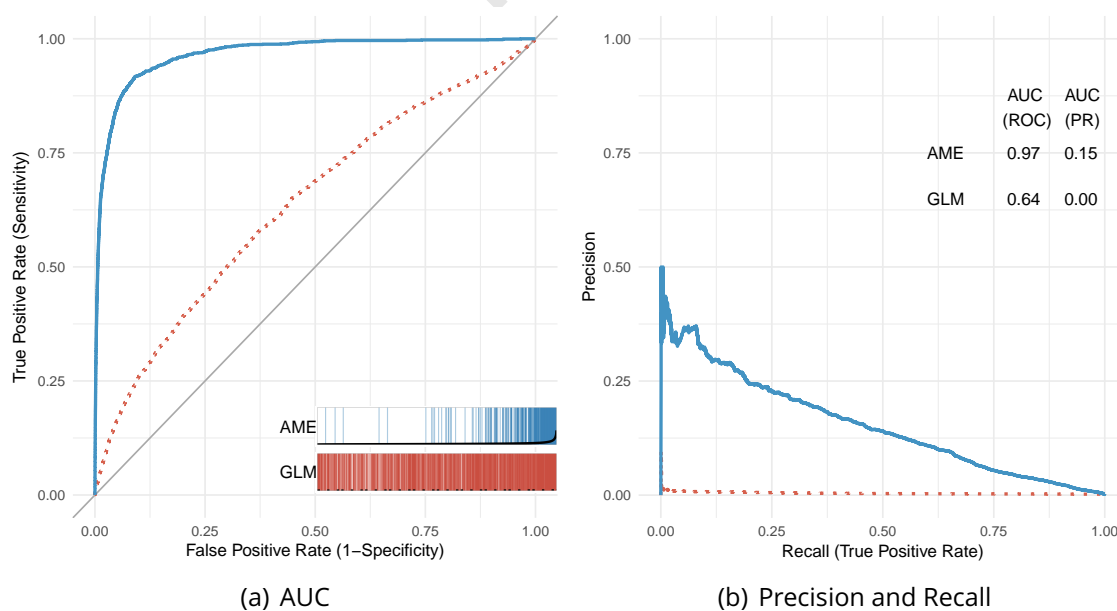 1.00
0.75
0.50
0.25
0.00
True Positive Rate (Sensitivity)
AME
GLM
0.00 0.25 0.50 0.75 1.00
False Positive Rate (1−Specificity)
(a) AUC
1.00
0.75
0.50
0.25
0.00
Precision
AUC AUC
(ROC) (PR)
AME 0.97 0.15
GLM 0.64 0.00
0.00 0.25 0.50 0.75 1.00
Recall (True Positive Rate)
(b) Precision and Recall